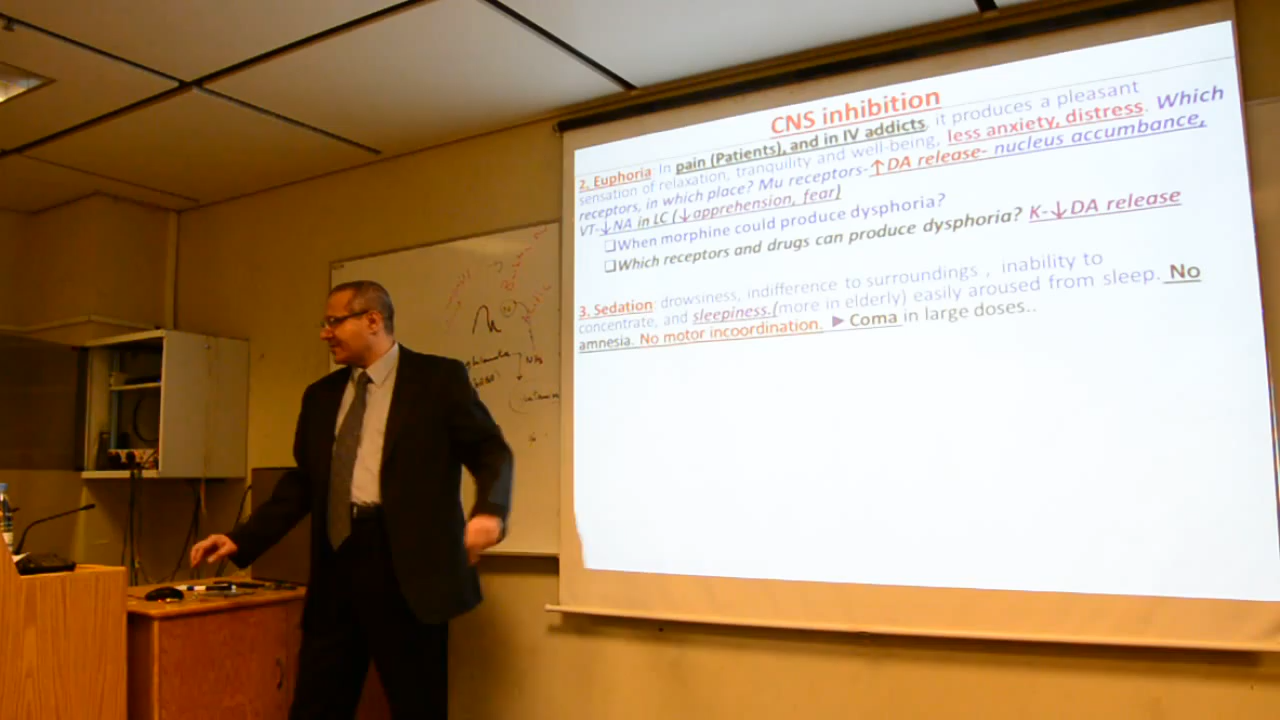 CNS inhibition
2. Euphoria: In pain (Patients), and in IV addicts, it produces a pleasant
sensation of relaxation, tranquility and well-being, less anxiety, distress. Which
receptors, in which place? Mu receptors-↑DA release- nucleus accumbance,
VT-↓NA in LC (↓apprehension, fear)
❑When morphine could produce dysphoria?
❑Which receptors and drugs can produce dysphoria? K-↓DA release
3. Sedation: drowsiness, indifference to surroundings , inability to
concentrate, and sleepiness.(more in elderly) easily aroused from sleep. No
amnesia. No motor incoordination. ►Coma in large doses..